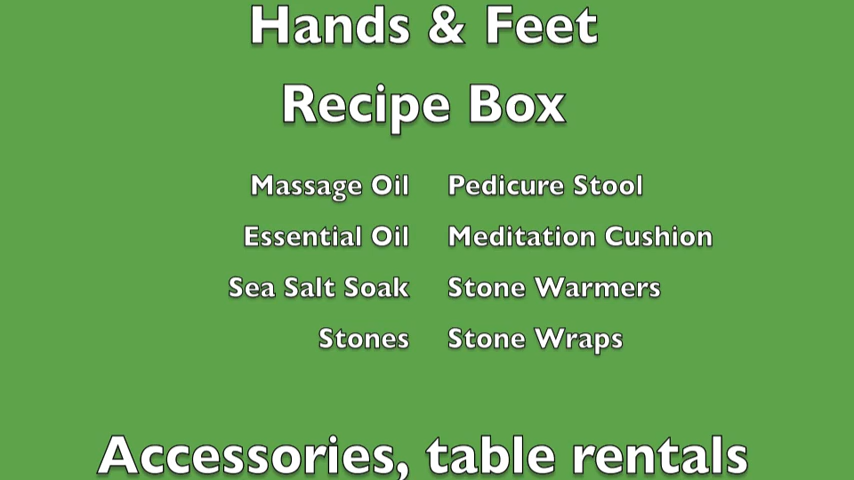 Hands & Feet
Recipe Box
Massage Oil Pedicure Stool
Essential Oil Meditation Cushion
Sea Salt Soak Stone Warmers
Stones Stone Wraps
Accessories, table rentals